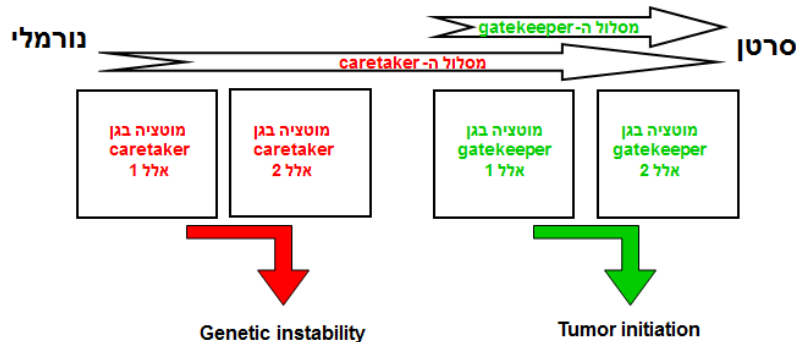 מסלול ה-gatekeeper
נורמלי
סרטן
מסלול ה- caretaker
מוטציה בגן
caretaker
אלל 1
מוטציה בגן
caretaker
אלל 2
מוטציה בגן
gatekeeper
אלל 1
מוטציה בגן
gatekeeper
אלל 2
Genetic instability
Tumor initiation